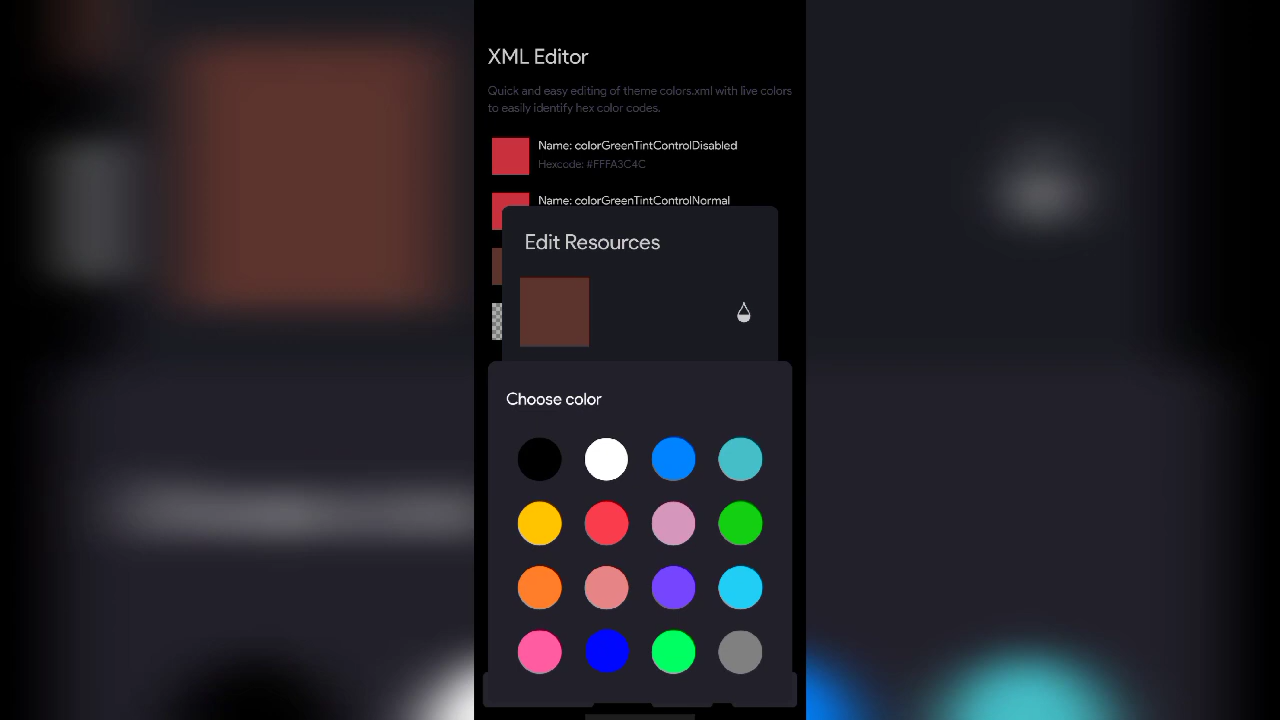 XML Editor
Quick and easy editing of theme colors.xml with live colors
to easily identify hex color codes.
Name: colorGreenTintControlDisabled
Hexcode: #FFFA3C4C
Name: colorGreenTintControlNormal
Edit Resources
Choose color